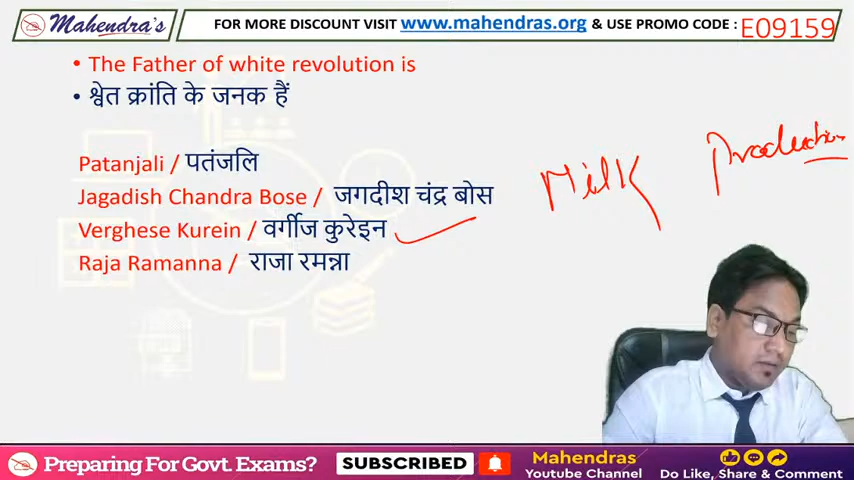 Mahendra's
FOR MORE DISCOUNT VISIT www.mahendras.org & USE PROMO CODE : E09159
• The Father of white revolution is
• श्वेत क्रांति के जनक हैं
Patanjali / पतंजलि
Jagadish Chandra Bose / जगदीश चंद्र बोस
Verghese Kurein / वर्गीज कुरेइन
Raja Ramanna / राजा रमन्ना
Milk Production
Preparing For Govt. Exams?
SUBSCRIBED
Mahendras
Youtube Channel
Do Like, Share & Comment